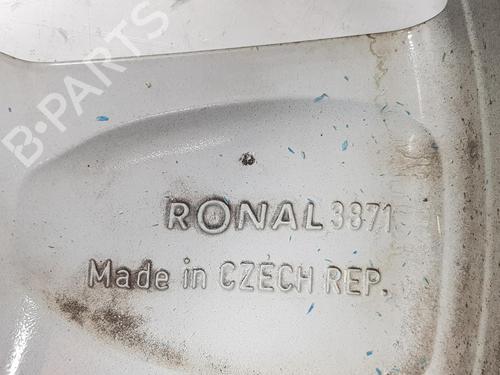 B-PARTS
RONAL 3871
Made in CZECH REP.